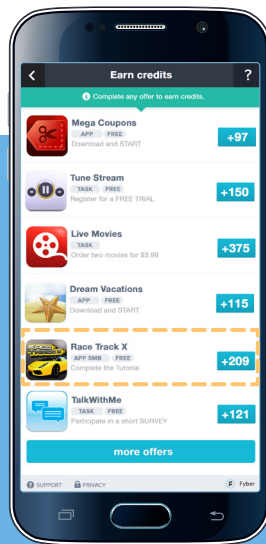 Earn credits
?
Complete any offer to earn credits.
Mega Coupons
APP FREE
Download and START
+97
Tune Stream
TASK FREE
Register for a FREE TRIAL
+150
Live Movies
TASK
Order two movies for $3.99
+375
Dream Vacations
APP FREE
Download and START
+115
Race Track X
APP SMB FREE
Complete the Tutorial
+209
TalkWithMe
TASK FREE
Participate in a short SURVEY
+121
more offers
? SUPPORT PRIVACY
Fyber